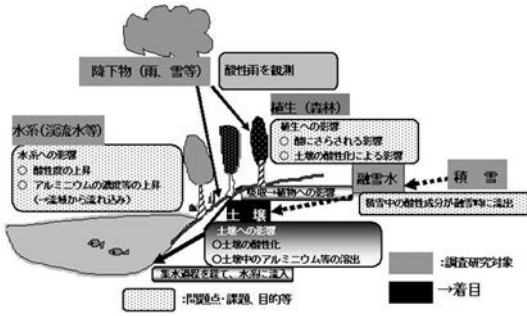 降下物（雨、雪等）
酸性雨を観測
植生（森林）
植生への影響
○ 酸にさらされる影響
○ 土壌の酸性化による影響
水系（渓流水等）
水系への影響
○ 酸性度の上昇
○ アルミニウムの濃度等の上昇
（→流域から流れ込み）
融雪水
積 雪
吸収→植物への影響
積雪中の酸性成分が融雪時に流出
土 壌
土壌への影響
○土壌の酸性化
○土壌中のアルミニウム等の溶出
集水過程を経て、水系に流入
:調査研究対象
→着目
:問題点・課題、目的等